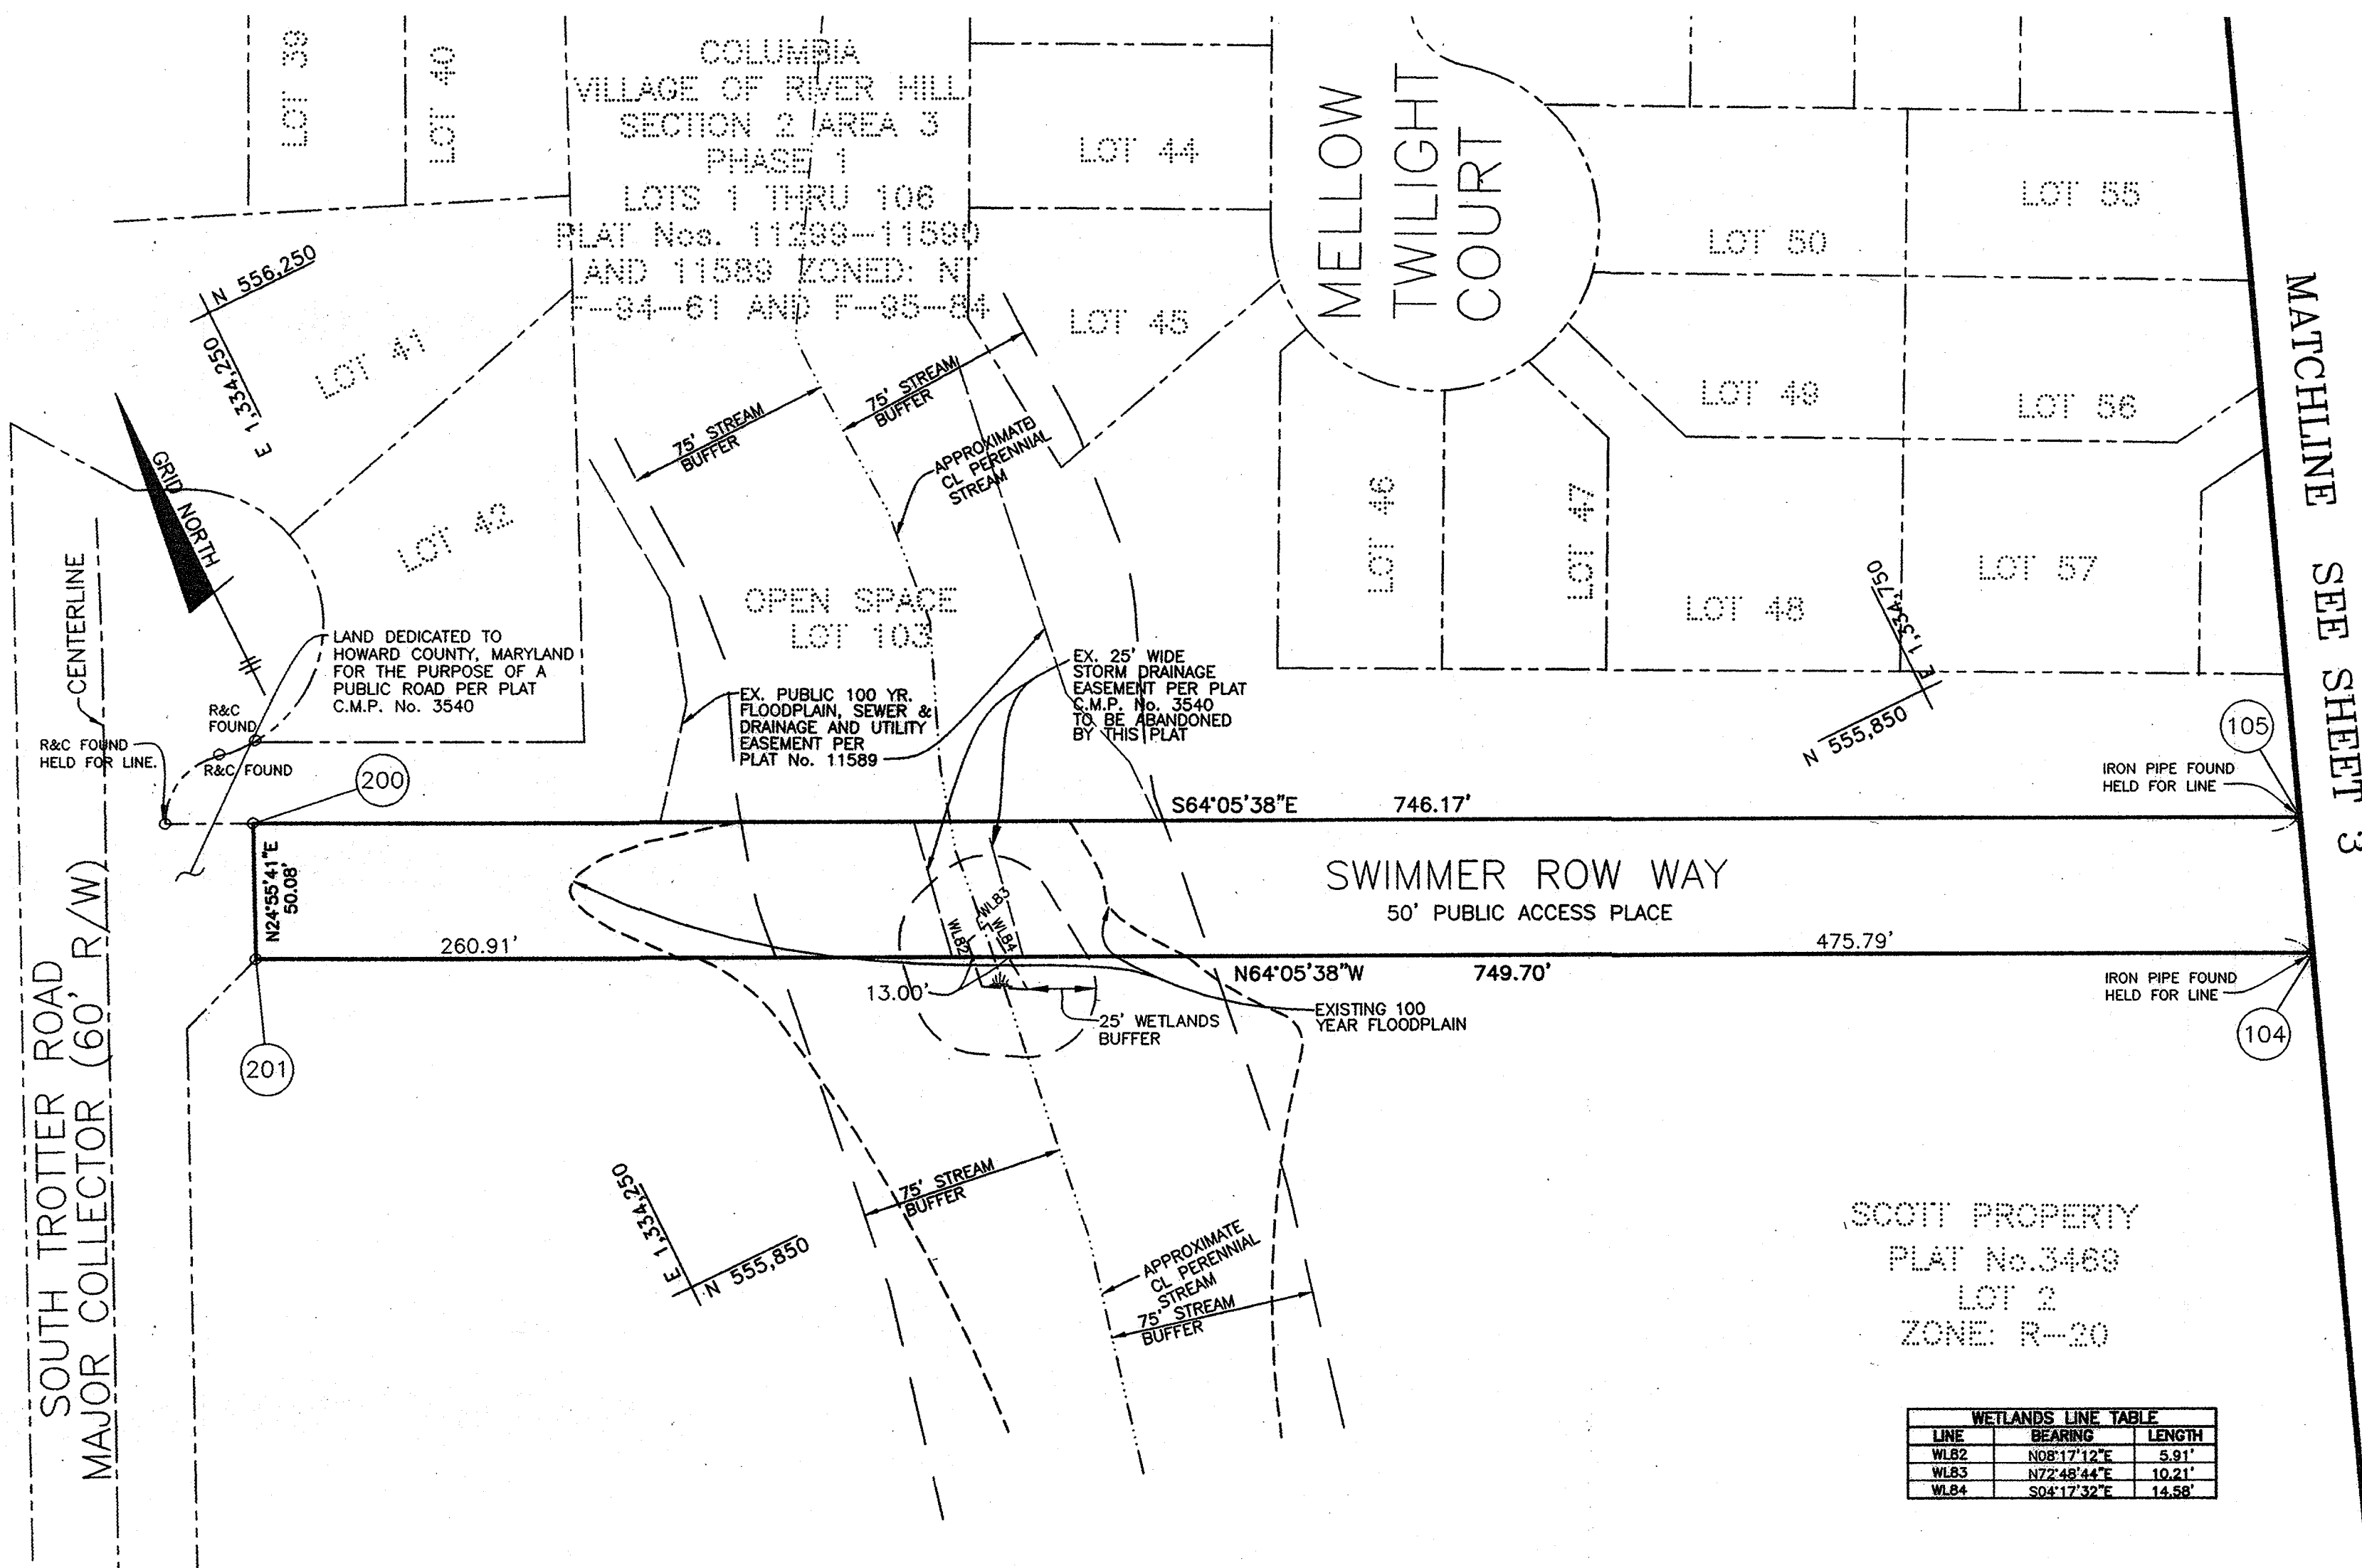 LOT 39
LOT 40
COLUMBIA
VILLAGE OF RIVER HILL
SECTION 2 AREA 3
PHASE 1
LOTS 1 THRU 106
PLAT Nos. 11299-11590
AND 11589 ZONED: NT
F-94-61 AND F-95-84
LOT 44
MELLOW
TWILIGHT
COURT
LOT 55
LOT 50
N 556,250
E 1,334,250
LOT 41
LOT 45
75' STREAM
BUFFER
75' STREAM
BUFFER
LOT 49
LOT 56
MATCHLINE SEE SHEET 3
GRID NORTH
LOT 42
APPROXIMATE
CL PERENNIAL
STREAM
LOT 46
LOT 47
LOT 48
LOT 57
E 1,334,750
N 555,850
CENTERLINE
OPEN SPACE
LOT 103
LAND DEDICATED TO
HOWARD COUNTY, MARYLAND
FOR THE PURPOSE OF A
PUBLIC ROAD PER PLAT
C.M.P. No. 3540
EX. PUBLIC 100 YR.
FLOODPLAIN, SEWER &
DRAINAGE AND UTILITY
EASEMENT PER
PLAT No. 11589
EX. 25' WIDE
STORM DRAINAGE
EASEMENT PER PLAT
C.M.P. No. 3540
TO BE ABANDONED
BY THIS PLAT
R&C
FOUND
R&C FOUND
HELD FOR LINE.
R&C FOUND
200
105
IRON PIPE FOUND
HELD FOR LINE
S64°05'38"E 746.17'
N24°55'41"E
50.08'
SWIMMER ROW WAY
50' PUBLIC ACCESS PLACE
WL82
WL83
WL84
260.91'
475.79'
N64°05'38"W 749.70'
13.00'
IRON PIPE FOUND
HELD FOR LINE
25' WETLANDS
BUFFER
EXISTING 100
YEAR FLOODPLAIN
201
104
SOUTH TROTTER ROAD
MAJOR COLLECTOR (60' R/W)
75' STREAM
BUFFER
E 1,334,250
N 555,850
APPROXIMATE
CL PERENNIAL
STREAM
75' STREAM
BUFFER
SCOTT PROPERTY
PLAT No.3469
LOT 2
ZONE: R-20
WETLANDS LINE TABLE
LINE BEARING LENGTH
WL82 N08°17'12"E 5.91'
WL83 N72°48'44"E 10.21'
WL84 S04°17'32"E 14.58'